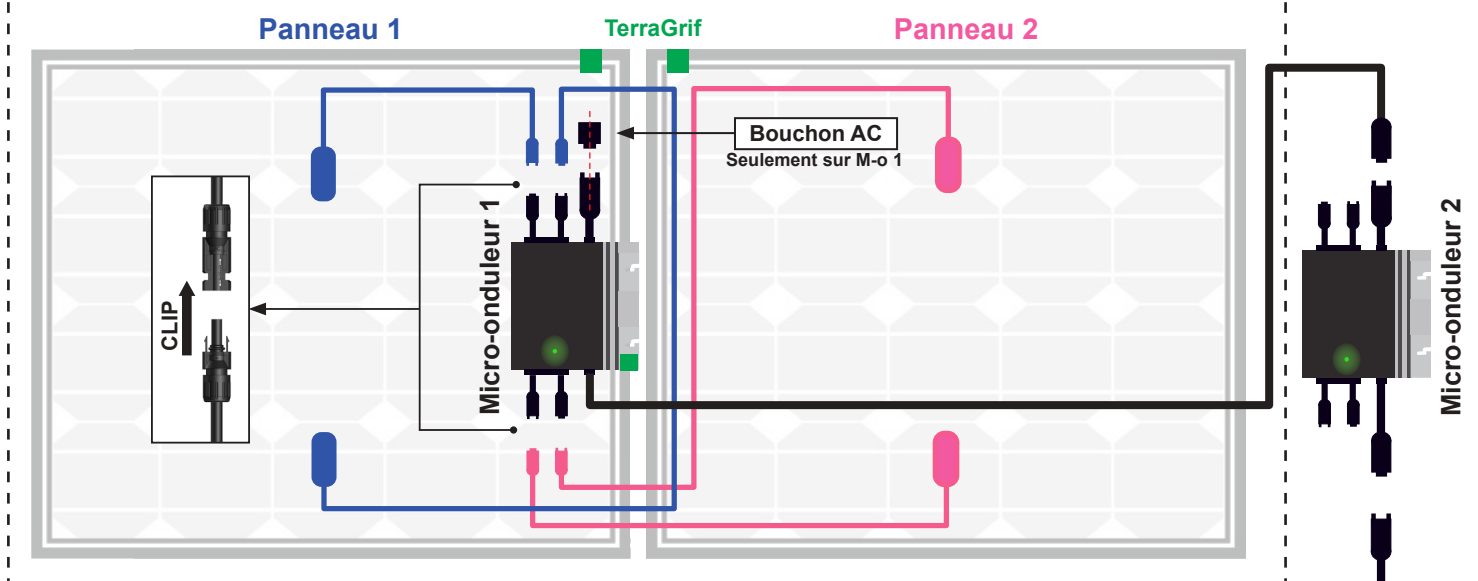 Panneau 1
TerraGrif
Panneau 2
Bouchon AC
Seulement sur M-o 1
CLIP
Micro-onduleur 1
Micro-onduleur 2